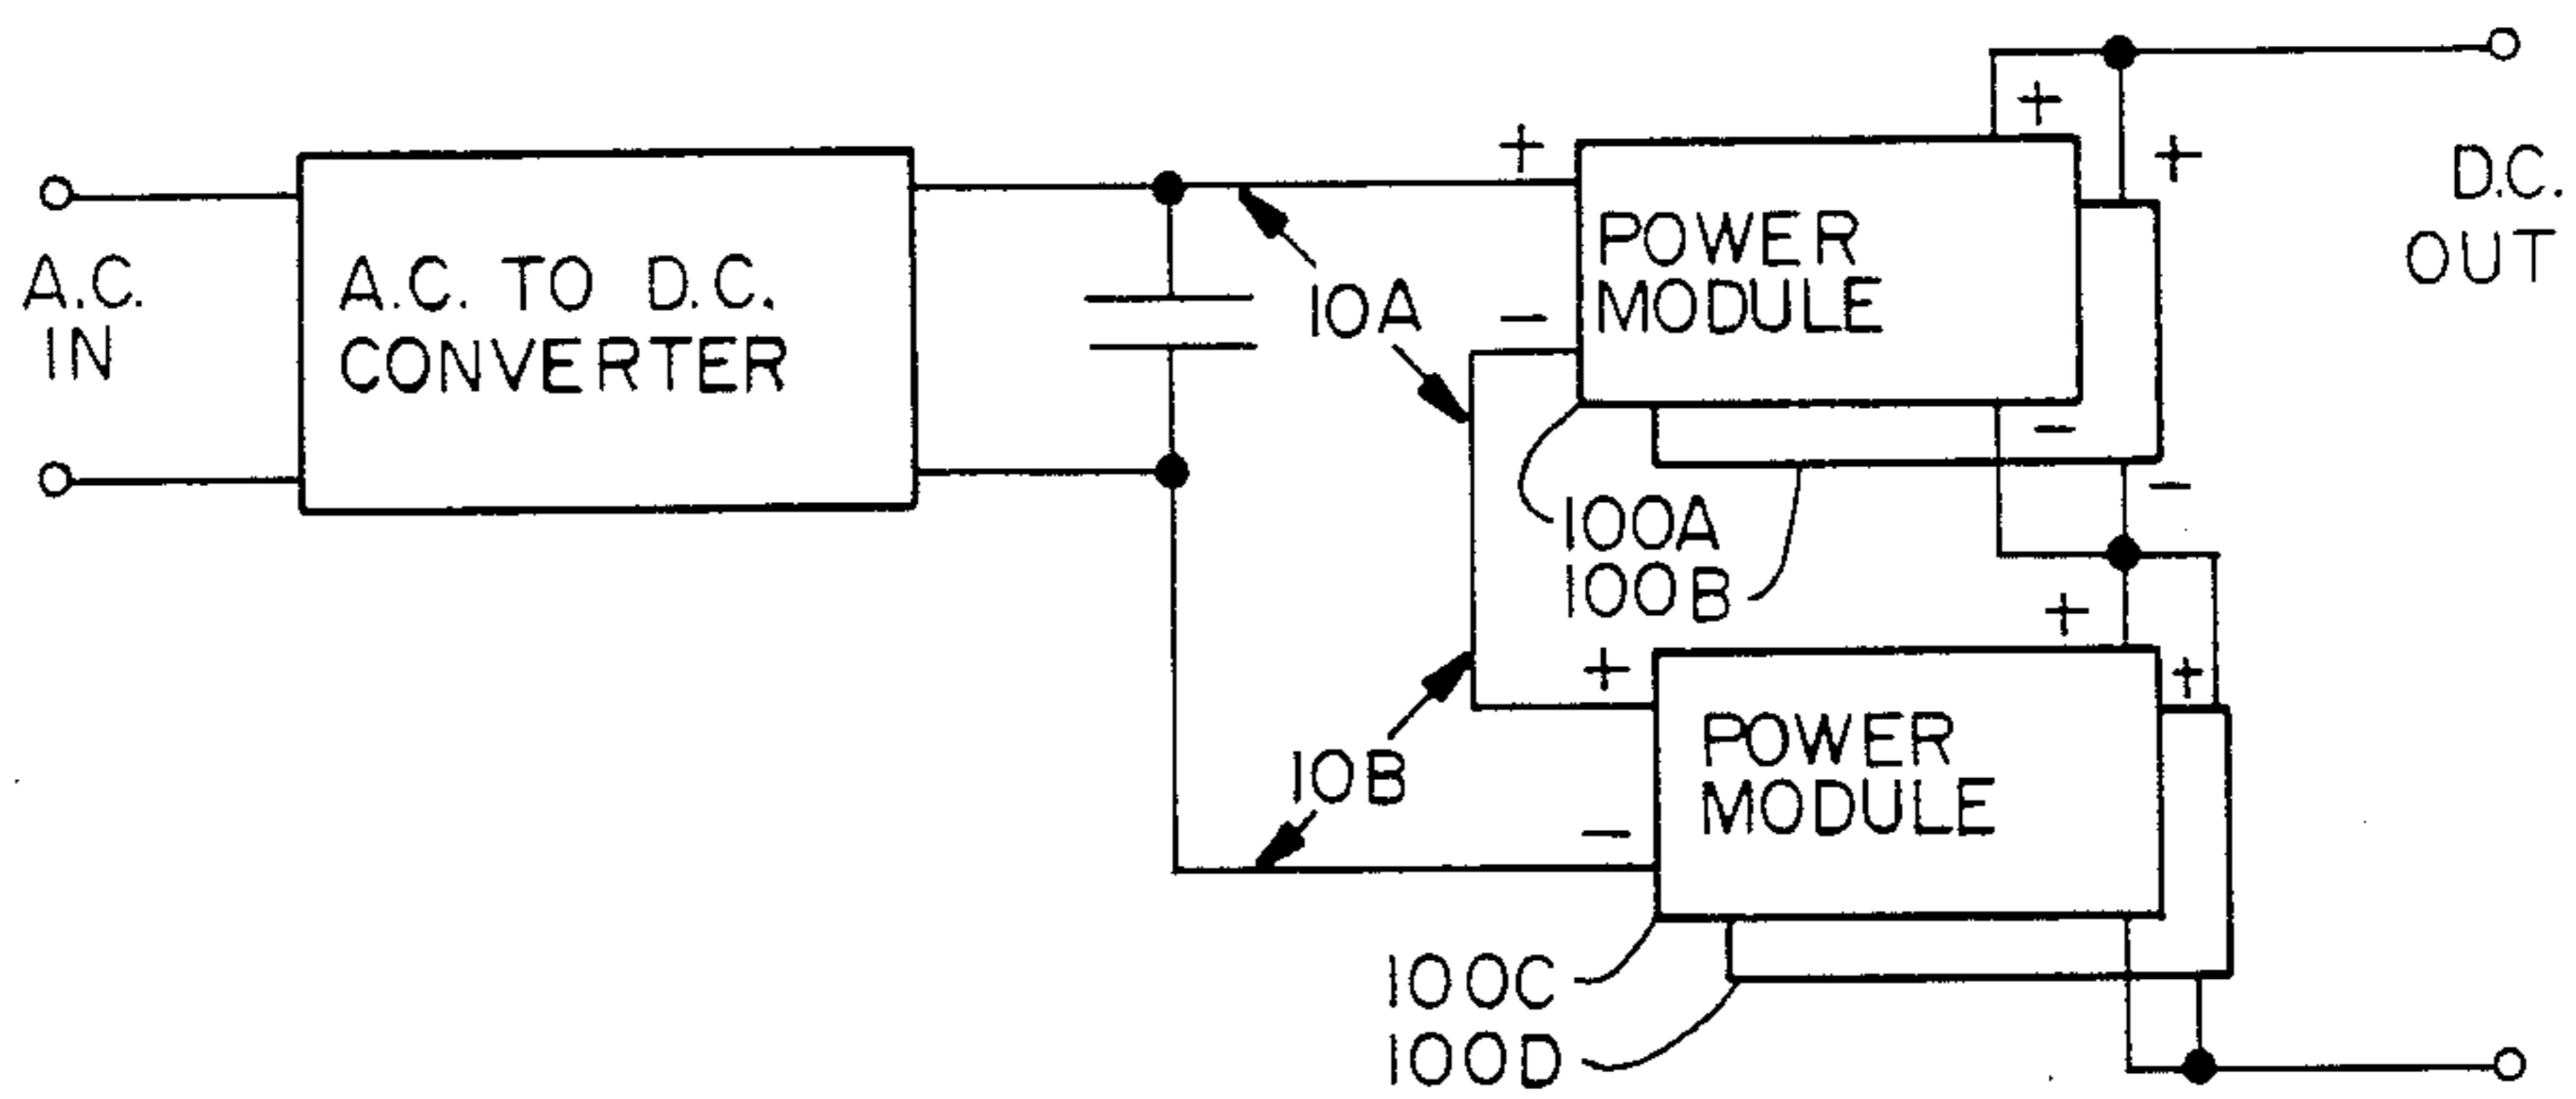 A.C.
IN
A.C. TO D.C.
CONVERTER
10A
10B
+
-
POWER
MODULE
+
+
-
-
100A
100B
+
-
POWER
MODULE
+
+
100C
100D
D.C.
OUT